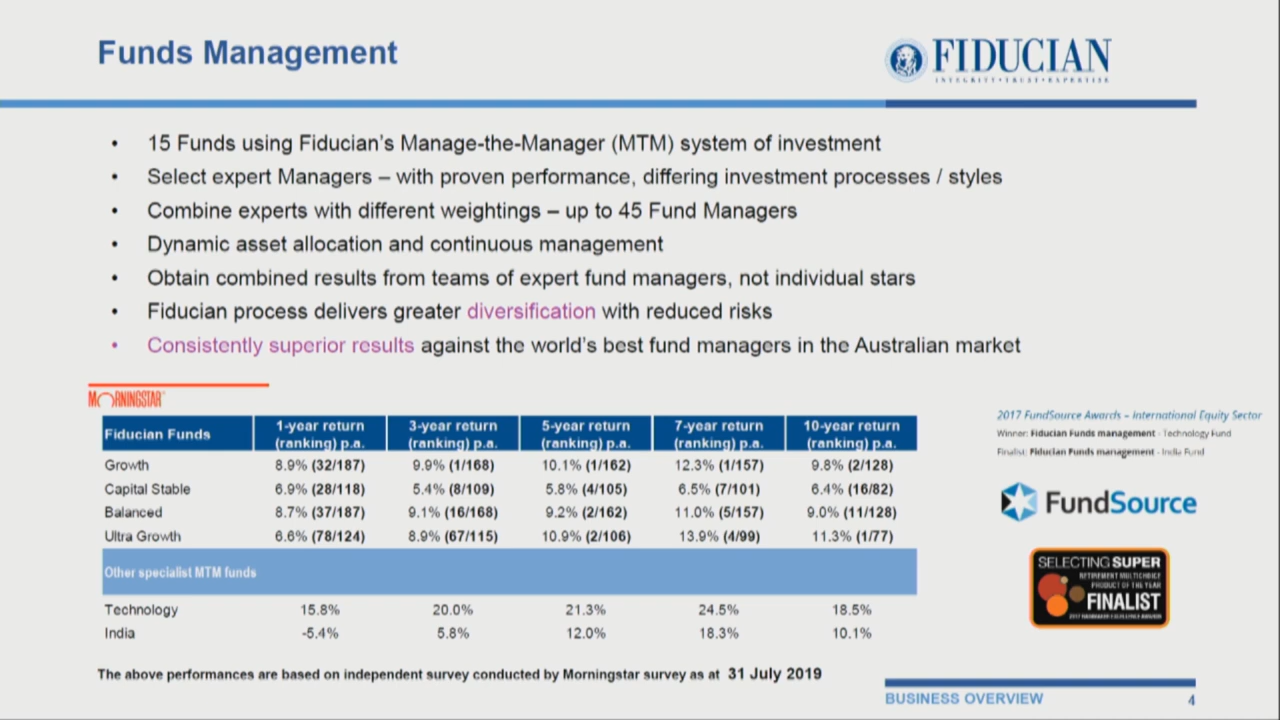 Funds Management
FIDUCIAN
INTEGRITY • TRUST • EXPERTISE
• 15 Funds using Fiducian's Manage-the-Manager (MTM) system of investment
• Select expert Managers – with proven performance, differing investment processes / styles
• Combine experts with different weightings – up to 45 Fund Managers
• Dynamic asset allocation and continuous management
• Obtain combined results from teams of expert fund managers, not individual stars
• Fiducian process delivers greater diversification with reduced risks
• Consistently superior results against the world's best fund managers in the Australian market
MORNINGSTAR
Fiducian Funds 1-year return (ranking) p.a. 3-year return (ranking) p.a. 5-year return (ranking) p.a. 7-year return (ranking) p.a. 10-year return (ranking) p.a.
Growth 8.9% (32/187) 9.9% (1/168) 10.1% (1/162) 12.3% (1/157) 9.8% (2/128)
Capital Stable 6.9% (28/118) 5.4% (8/109) 5.8% (4/105) 6.5% (7/101) 6.4% (16/82)
Balanced 8.7% (37/187) 9.1% (16/168) 9.2% (2/162) 11.0% (5/157) 9.0% (11/128)
Ultra Growth 6.6% (78/124) 8.9% (67/115) 10.9% (2/106) 13.9% (4/99) 11.3% (1/77)
Other specialist MTM funds
Technology 15.8% 20.0% 21.3% 24.5% 18.5%
India -5.4% 5.8% 12.0% 18.3% 10.1%
The above performances are based on independent survey conducted by Morningstar survey as at 31 July 2019
2017 FundSource Awards – International Equity Sector
Winner: Fiducian Funds management - Technology Fund
Finalist: Fiducian Funds management - India Fund
FundSource
SELECTING SUPER
RETIREMENT MULTICHOICE
PRODUCT OF THE YEAR
FINALIST
BUSINESS OVERVIEW
4